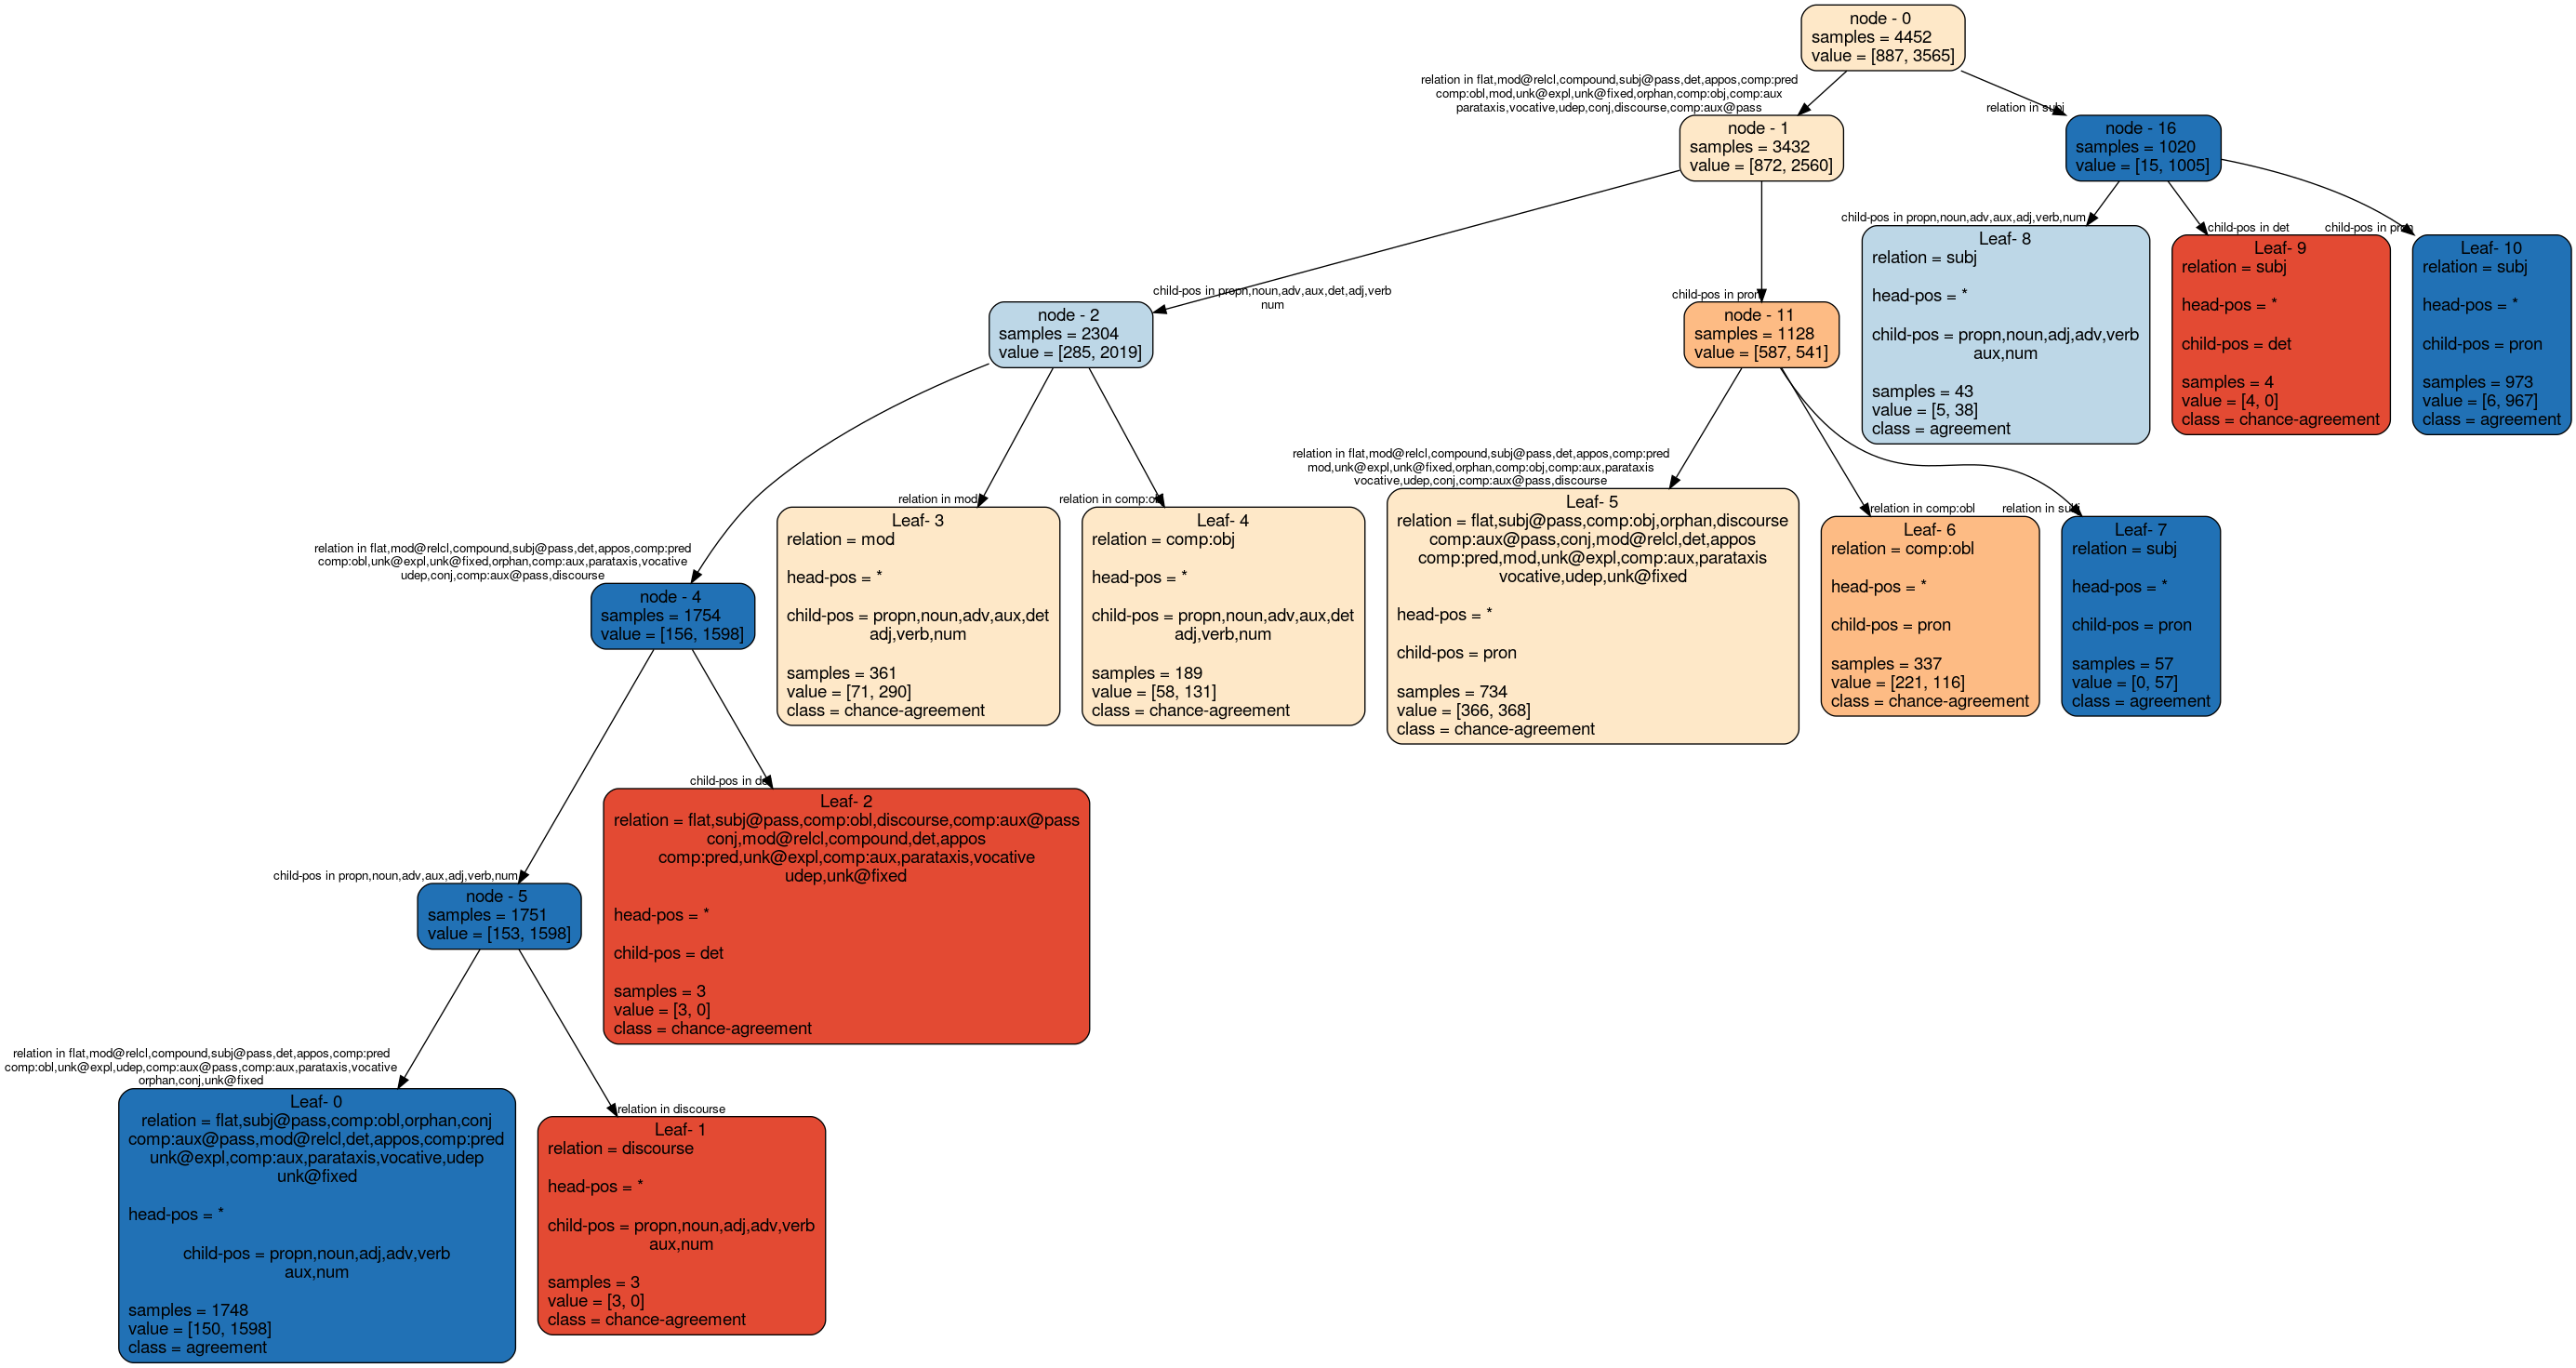 node - 0
samples = 4452
value = [887, 3565]
relation in flat,mod@relcl,compound,subj@pass,det,appos,comp:pred
comp:obl,mod,unk@expl,unk@fixed,orphan,comp:obj,comp:aux
parataxis,vocative,udep,conj,discourse,comp:aux@pass
relation in subj
node - 1
samples = 3432
value = [872, 2560]
node - 16
samples = 1020
value = [15, 1005]
child-pos in propn,noun,adv,aux,det,adj,verb
num
child-pos in pron
child-pos in propn,noun,adv,aux,adj,verb,num
child-pos in det
child-pos in pron
node - 2
samples = 2304
value = [285, 2019]
node - 11
samples = 1128
value = [587, 541]
Leaf- 8
relation = subj
head-pos = *
child-pos = propn,noun,adj,adv,verb
aux,num
samples = 43
value = [5, 38]
class = agreement
Leaf- 9
relation = subj
head-pos = *
child-pos = det
samples = 4
value = [4, 0]
class = chance-agreement
Leaf- 10
relation = subj
head-pos = *
child-pos = pron
samples = 973
value = [6, 967]
class = agreement
relation in flat,mod@relcl,compound,subj@pass,det,appos,comp:pred
comp:obl,unk@expl,unk@fixed,orphan,comp:aux,parataxis,vocative
udep,conj,comp:aux@pass,discourse
relation in mod
relation in comp:obj
relation in flat,mod@relcl,compound,subj@pass,det,appos,comp:pred
mod,unk@expl,unk@fixed,orphan,comp:obj,comp:aux,parataxis
vocative,udep,conj,comp:aux@pass,discourse
relation in comp:obl
relation in subj
node - 4
samples = 1754
value = [156, 1598]
Leaf- 3
relation = mod
head-pos = *
child-pos = propn,noun,adv,aux,det
adj,verb,num
samples = 361
value = [71, 290]
class = chance-agreement
Leaf- 4
relation = comp:obj
head-pos = *
child-pos = propn,noun,adv,aux,det
adj,verb,num
samples = 189
value = [58, 131]
class = chance-agreement
Leaf- 5
relation = flat,subj@pass,comp:obj,orphan,discourse
comp:aux@pass,conj,mod@relcl,det,appos
comp:pred,mod,unk@expl,comp:aux,parataxis
vocative,udep,unk@fixed
head-pos = *
child-pos = pron
samples = 734
value = [366, 368]
class = chance-agreement
Leaf- 6
relation = comp:obl
head-pos = *
child-pos = pron
samples = 337
value = [221, 116]
class = chance-agreement
Leaf- 7
relation = subj
head-pos = *
child-pos = pron
samples = 57
value = [0, 57]
class = agreement
child-pos in propn,noun,adv,aux,adj,verb,num
child-pos in det
node - 5
samples = 1751
value = [153, 1598]
Leaf- 2
relation = flat,subj@pass,comp:obl,discourse,comp:aux@pass
conj,mod@relcl,compound,det,appos
comp:pred,unk@expl,comp:aux,parataxis,vocative
udep,unk@fixed
head-pos = *
child-pos = det
samples = 3
value = [3, 0]
class = chance-agreement
relation in flat,mod@relcl,compound,subj@pass,det,appos,comp:pred
comp:obl,unk@expl,udep,comp:aux@pass,comp:aux,parataxis,vocative
orphan,conj,unk@fixed
relation in discourse
Leaf- 0
relation = flat,subj@pass,comp:obl,orphan,conj
comp:aux@pass,mod@relcl,det,appos,comp:pred
unk@expl,comp:aux,parataxis,vocative,udep
unk@fixed
head-pos = *
child-pos = propn,noun,adj,adv,verb
aux,num
samples = 1748
value = [150, 1598]
class = agreement
Leaf- 1
relation = discourse
head-pos = *
child-pos = propn,noun,adj,adv,verb
aux,num
samples = 3
value = [3, 0]
class = chance-agreement